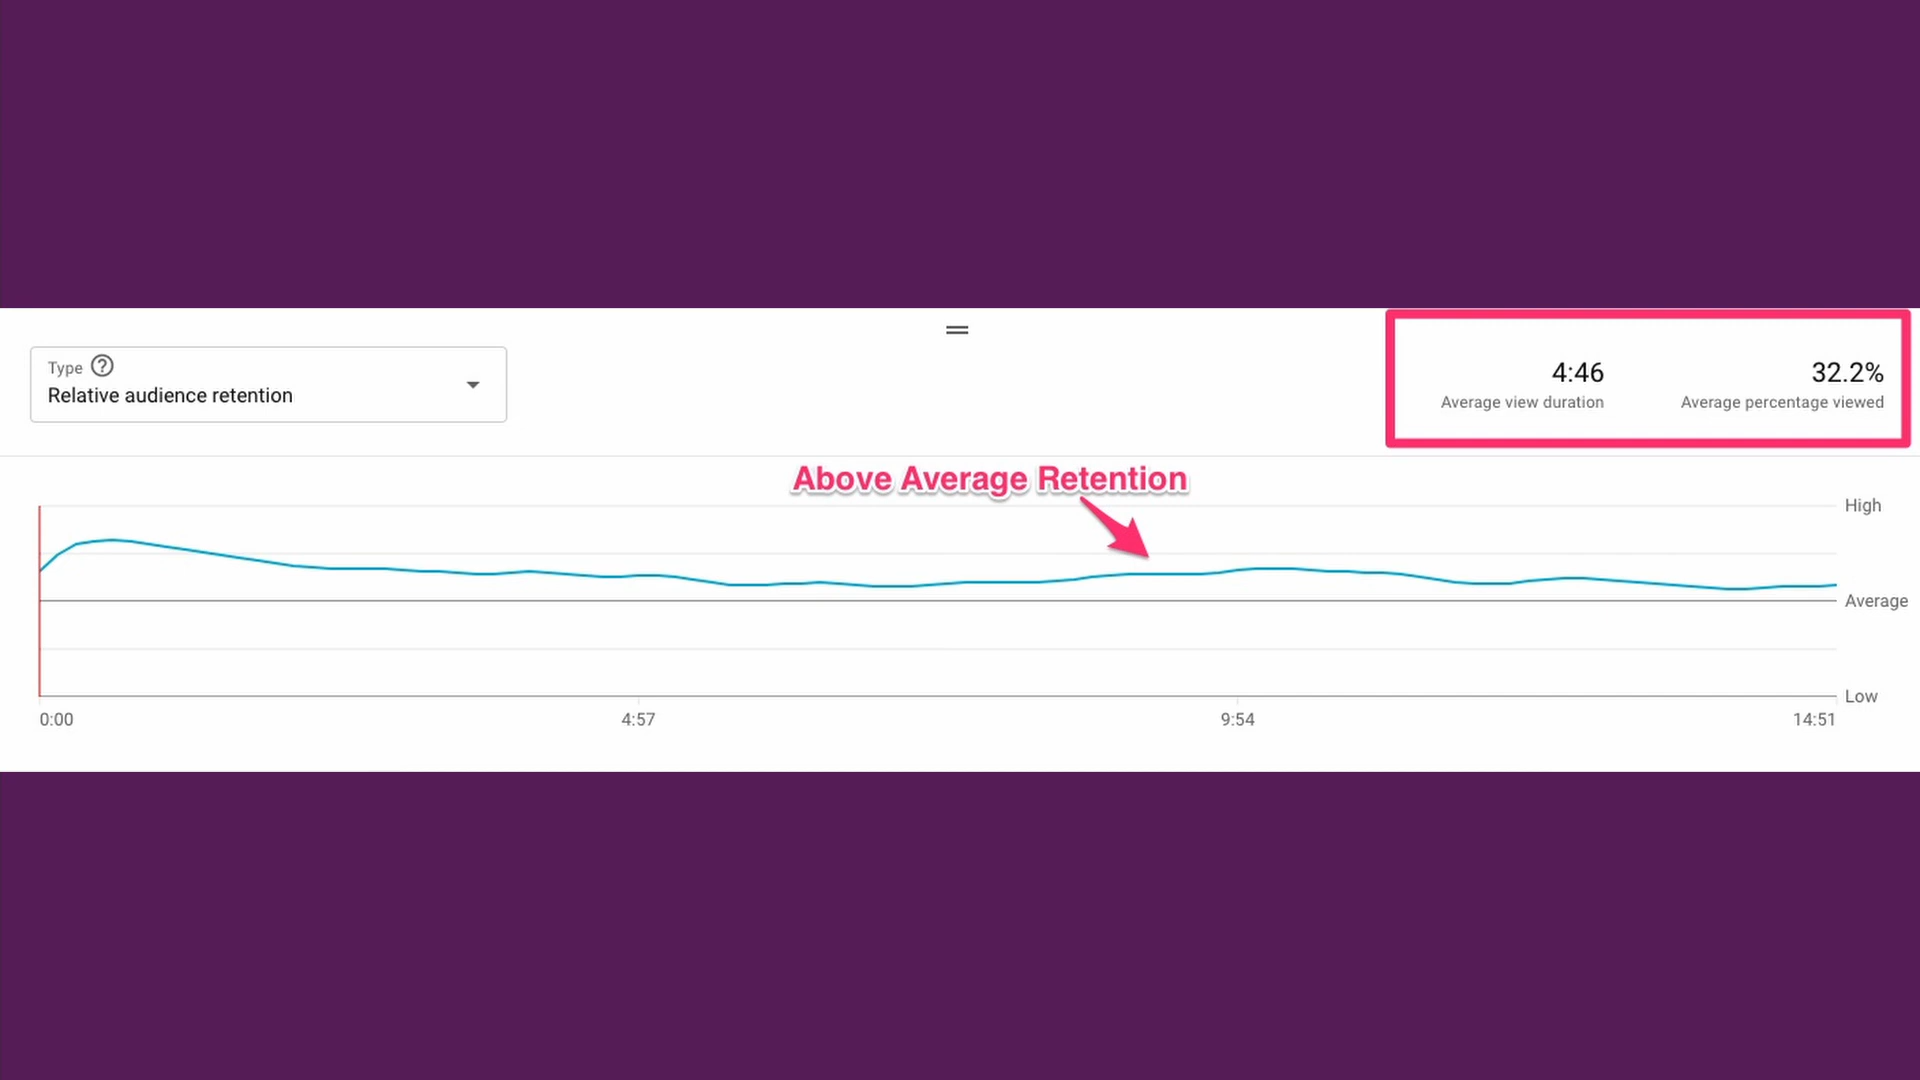 Type
Relative audience retention
4:46
Average view duration
32.2%
Average percentage viewed
Above Average Retention
High
Average
Low
0:00
4:57
9:54
14:51